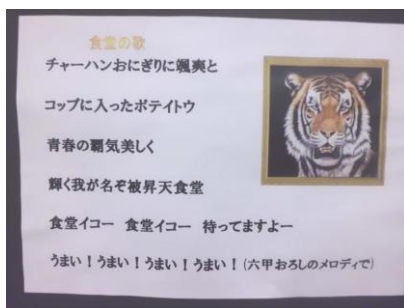 食堂の歌
チャーハンおにぎりに颯爽と
コップに入ったポテイトウ
青春の覇気美しく
輝く我が名ぞ被昇天食堂
食堂イコー 食堂イコー 待ってますよー
うまい！うまい！うまい！うまい！(六甲おろしのメロディで)